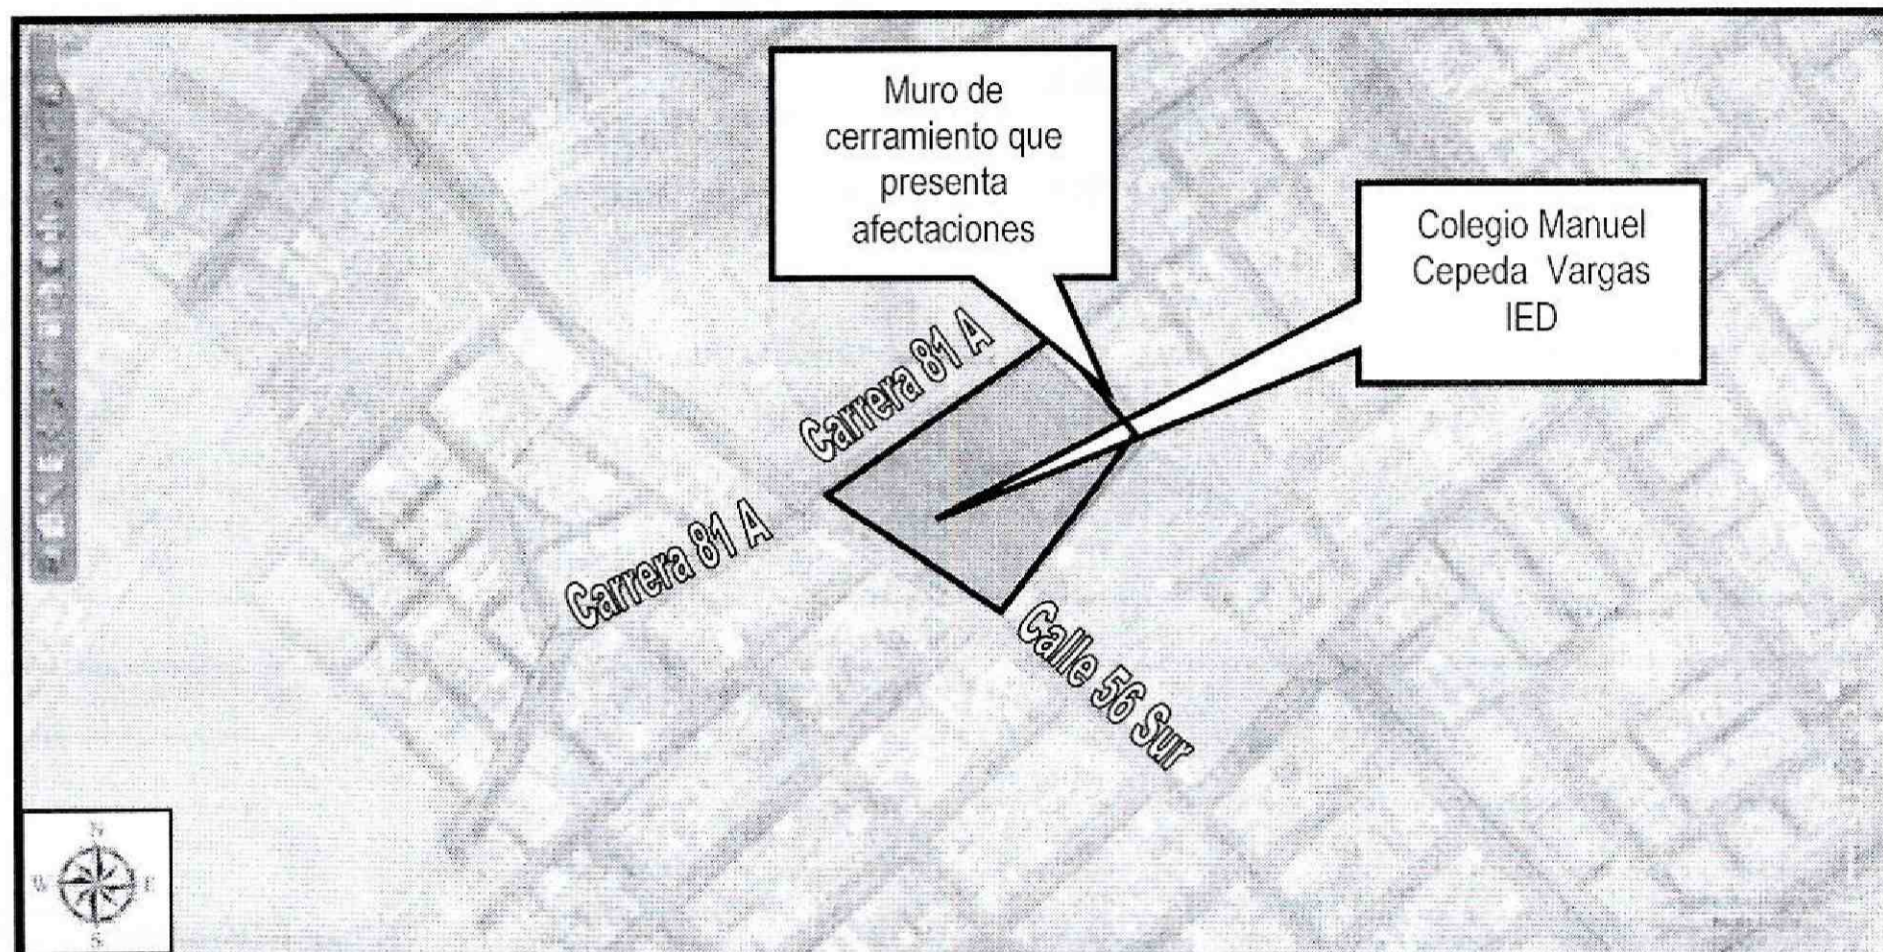 Muro de
cerramiento que
presenta
afectaciones
Colegio Manuel
Cepeda Vargas
IED
Carrera 81 A
Carrera 81 A
Calle 56 Sur
N
W
E
S